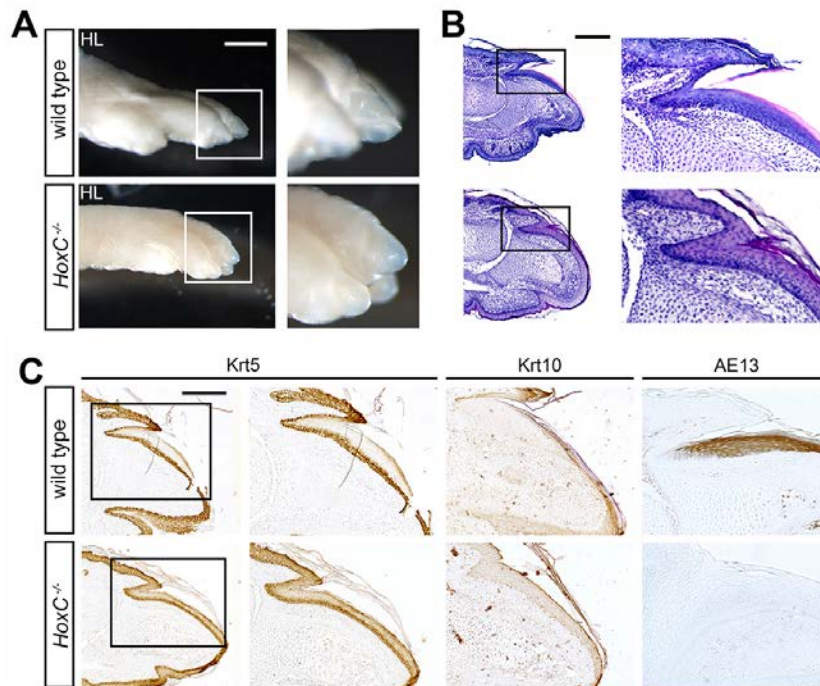 A
B
wild type
HL
HoxC-/-
HL
C
Krt5
Krt10
AE13
wild type
HoxC-/-